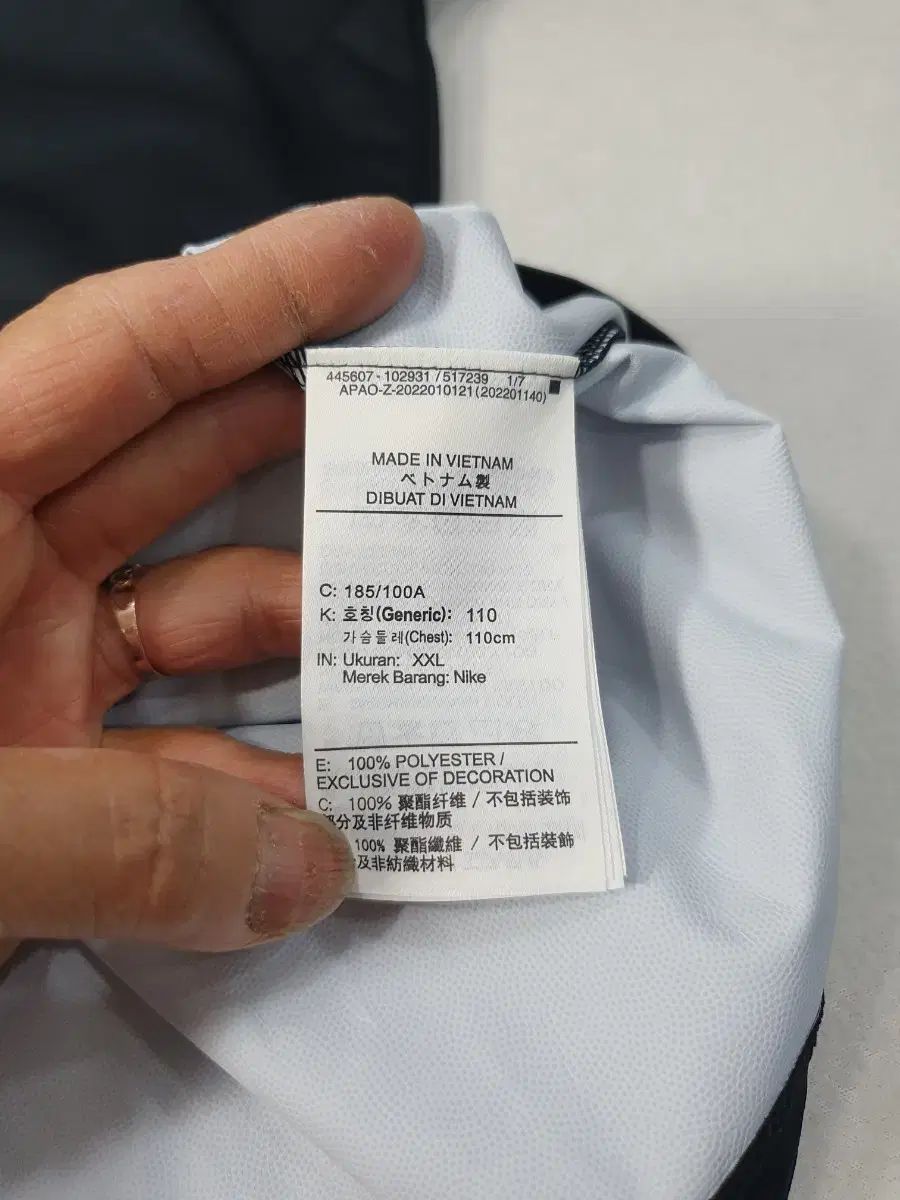 445607 - 102931 / 517239 1/7
APAO-Z-2022010121(202201140)
MADE IN VIETNAM
ベトナム製
DIBUAT DI VIETNAM
C: 185/100A
K: 호칭(Generic): 110
가슴둘레(Chest): 110cm
IN: Ukuran: XXL
Merek Barang: Nike
E: 100% POLYESTER /
EXCLUSIVE OF DECORATION
C: 100% 聚酯纤维 / 不包括装饰
部分及非纤维物质
100% 聚酯纖維 / 不包括裝飾
及非紡織材料